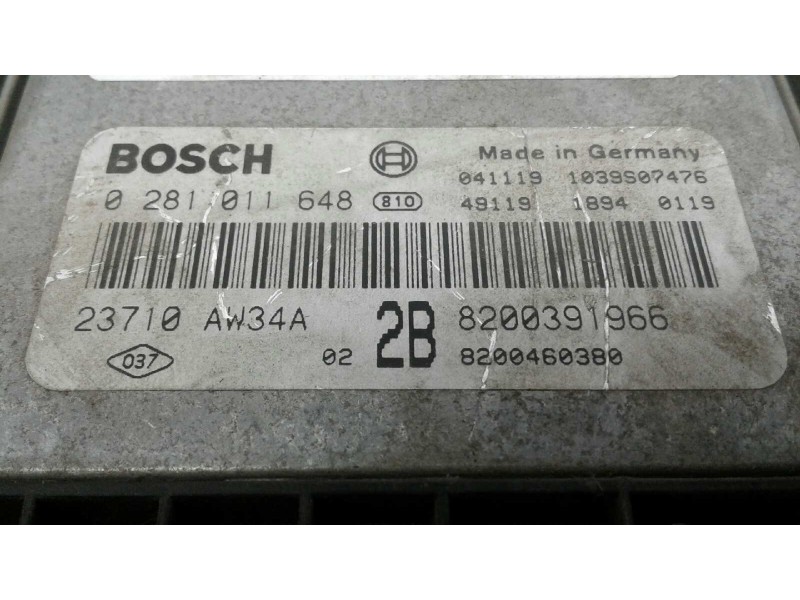 BOSCH
Made in Germany
0 281 011 648 810
041119 1039S07476
49119 1894 0119
23710 AW34A 2B 8200391966
037 02 8200460380